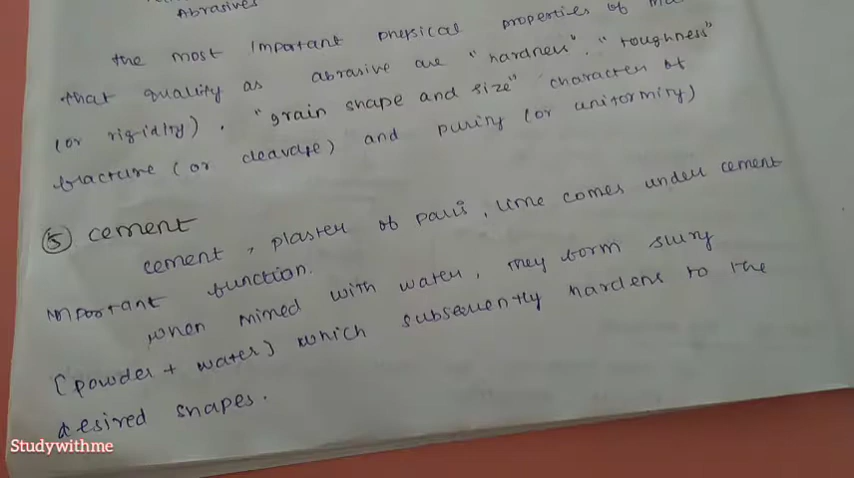 Abrasives
the most Impotant physical properties of
that quality as abrasive are "hardness". "toughness"
(or rigidity) . "grain shape and size" character of
fracture (or cleavage) and purity (or uniformity)
⑤ cement
cement , plaster of paris , lime comes under cement
important function.
when mixed with water , they form slurry
[powder + water] which subsequently hardens to the
desired shapes.
Studywithme